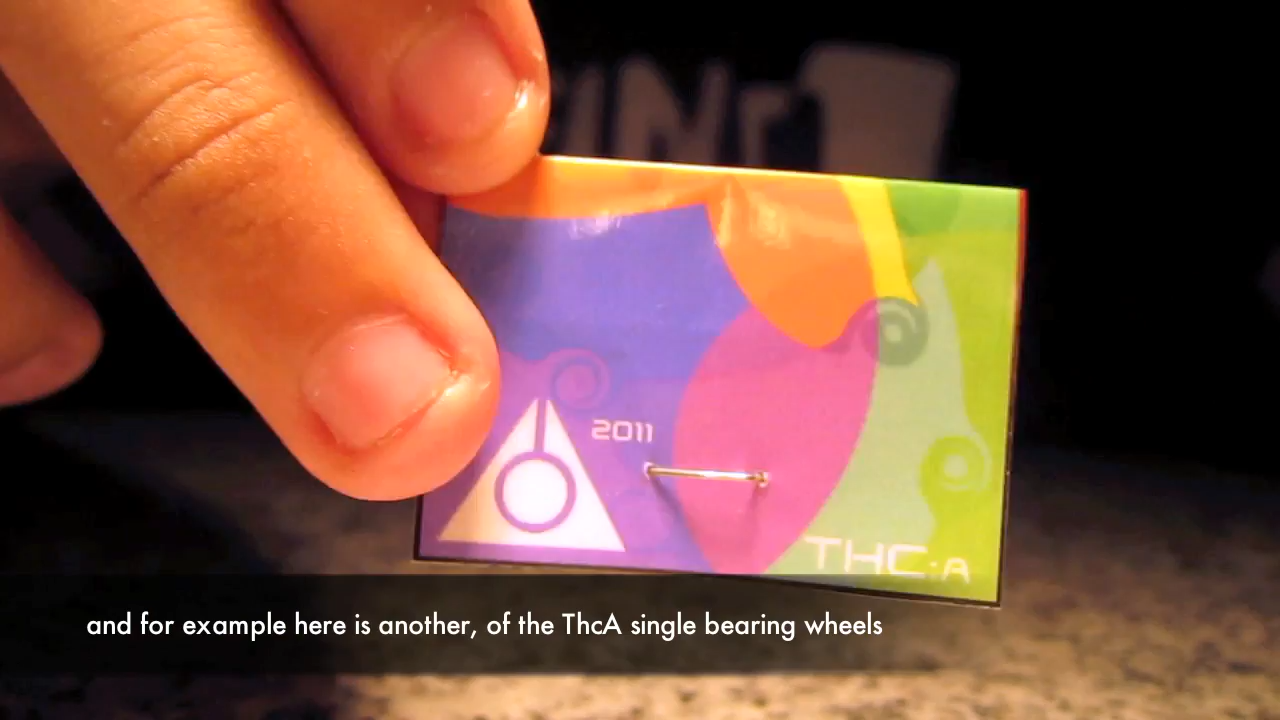 2011
THC:A
and for example here is another, of the ThcA single bearing wheels